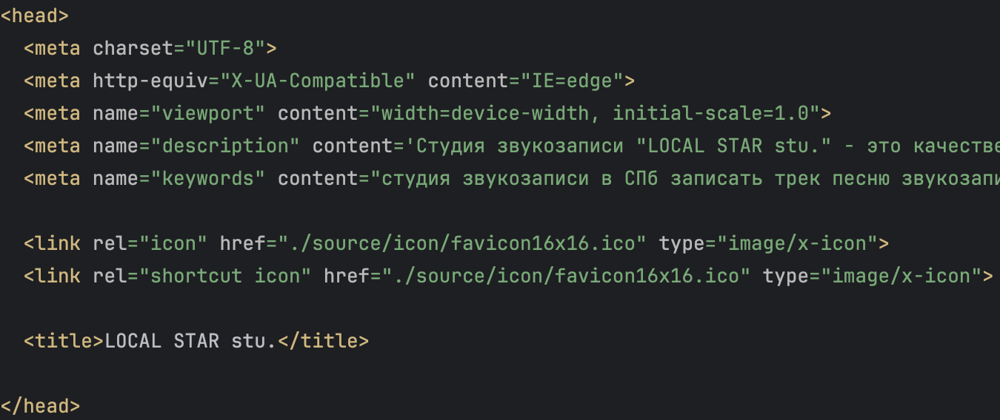 <head>
<meta charset="UTF-8">
<meta http-equiv="X-UA-Compatible" content="IE=edge">
<meta name="viewport" content="width=device-width, initial-scale=1.0">
<meta name="description" content='Студия звукозаписи "LOCAL STAR stu." - это качестве
<meta name="keywords" content="студия звукозаписи в СПб записать трек песню звукозапи
<link rel="icon" href="./source/icon/favicon16x16.ico" type="image/x-icon">
<link rel="shortcut icon" href="./source/icon/favicon16x16.ico" type="image/x-icon">
<title>LOCAL STAR stu.</title>
</head>